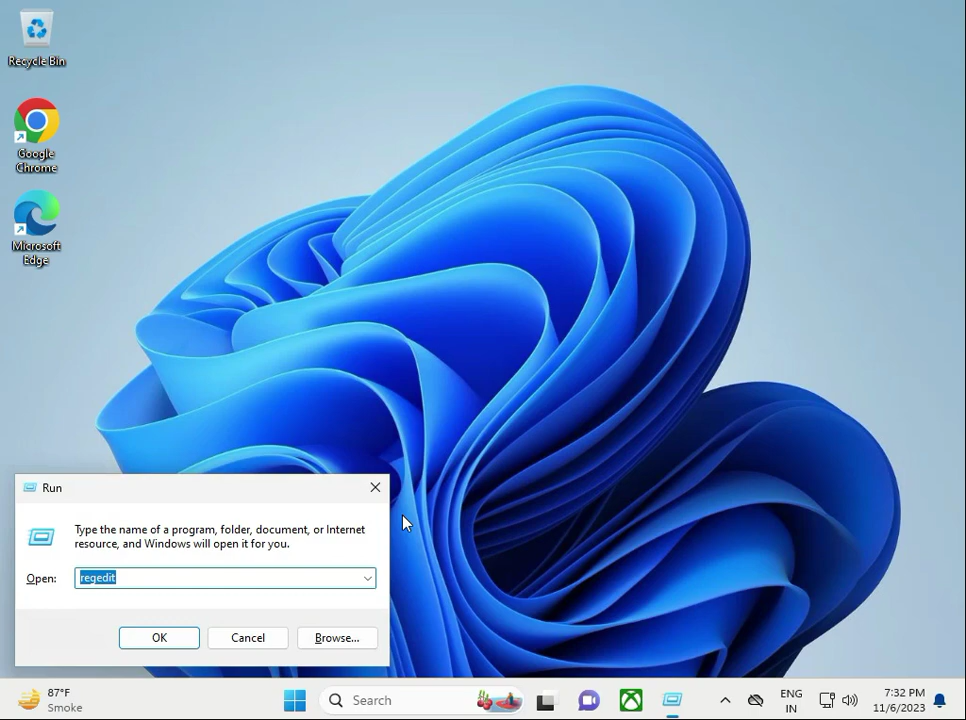 Recycle Bin
Google
Chrome
Microsoft
Edge
Run
Type the name of a program, folder, document, or Internet
resource, and Windows will open it for you.
Open:
regedit
OK
Cancel
Browse...
87°F
Smoke
Search
ENG
IN
7:32 PM
11/6/2023